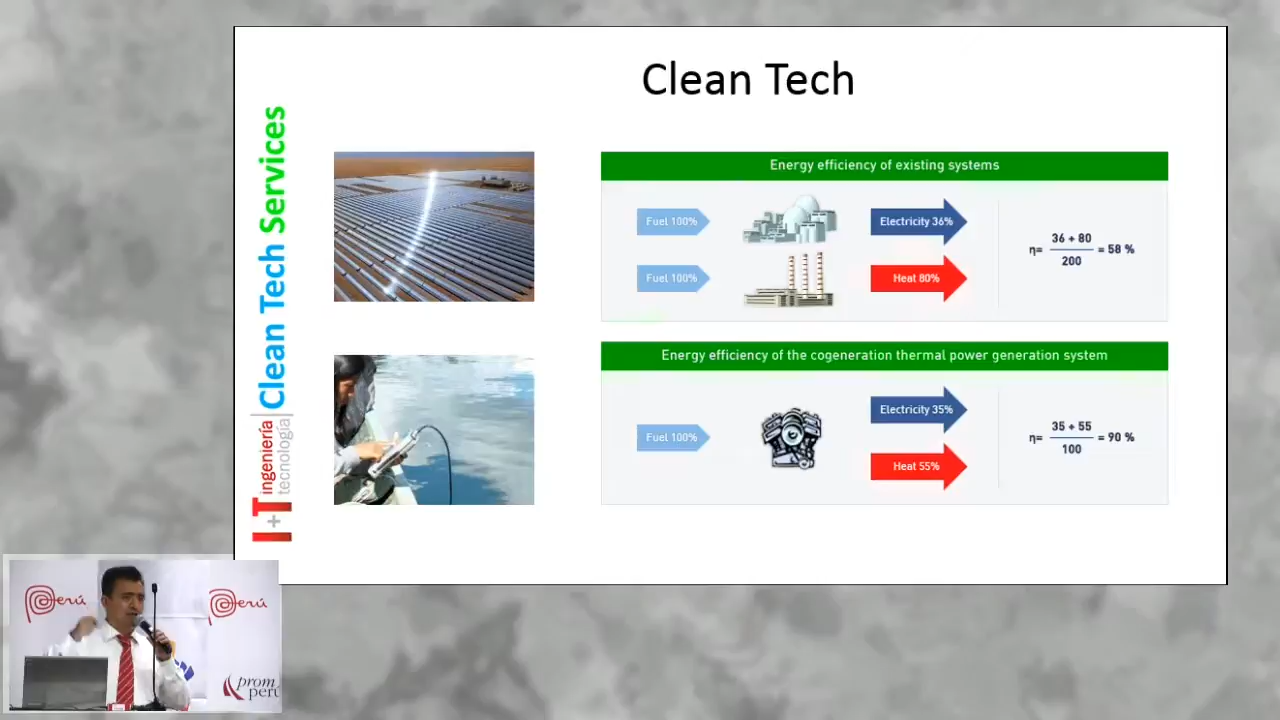 Clean Tech
Clean Tech Services
I+T
ingeniería
tecnología
Energy efficiency of existing systems
Fuel 100%
Electricity 36%
Fuel 100%
Heat 80%
η= 36 + 80
200
= 58 %
Energy efficiency of the cogeneration thermal power generation system
Fuel 100%
Electricity 35%
Heat 55%
η= 35 + 55
100
= 90 %
Perú
Perú
prom
perú